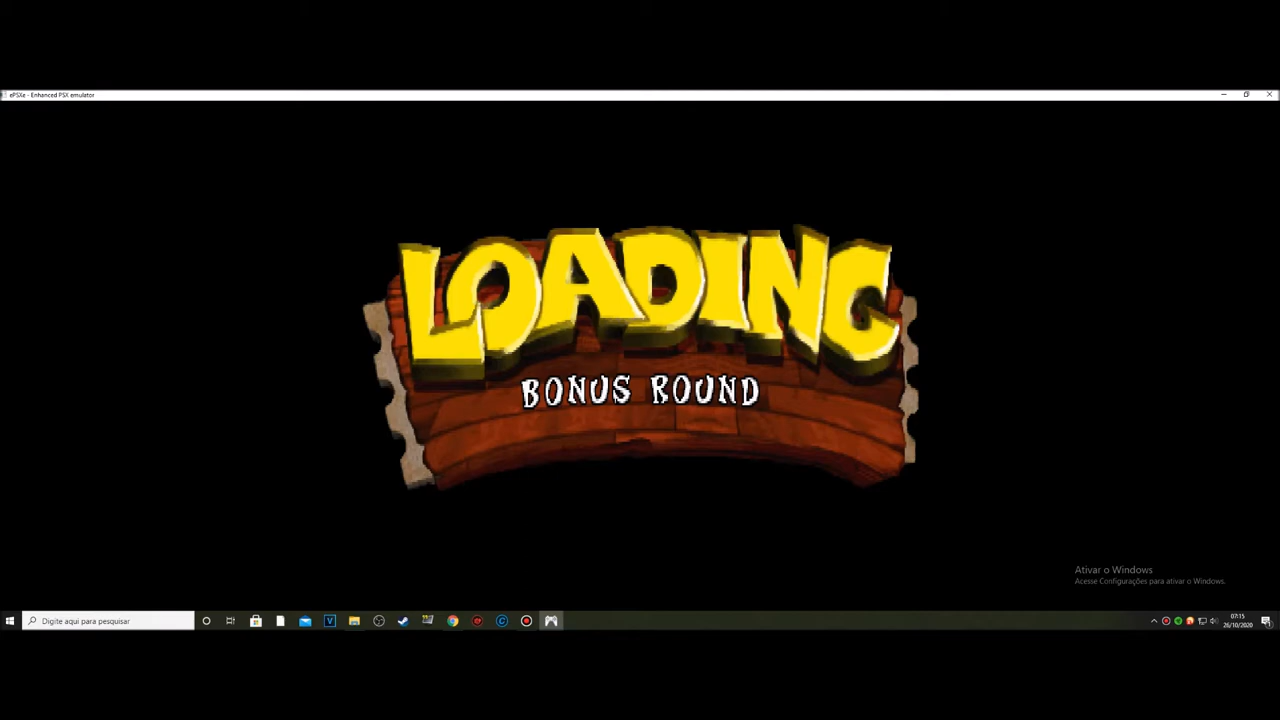 ePSXe - Enhanced PSX emulator
LOADING
BONUS ROUND
Ativar o Windows
Acesse Configurações para ativar o Windows.
Digite aqui para pesquisar
07:15
26/10/2020